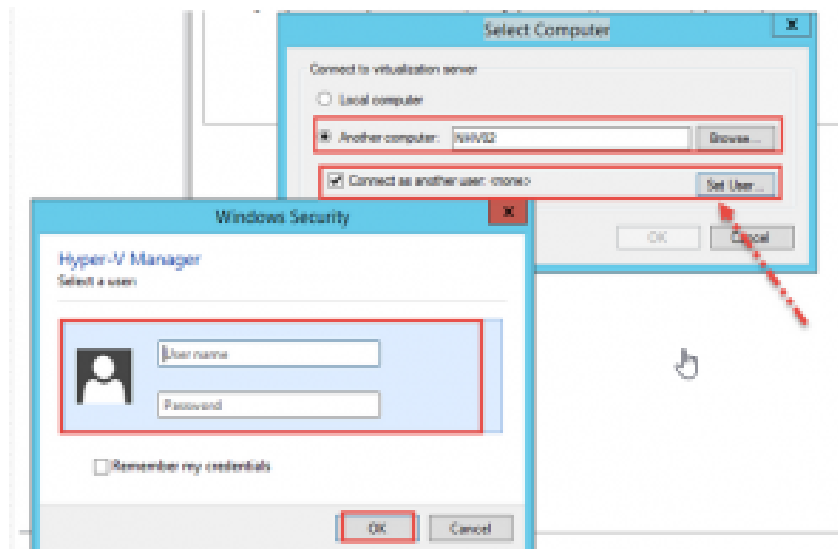 Select Computer
Connect to virtualization server
Local computer
Another computer:
Browse...
Connect as another user: <none>
Set User...
OK
Cancel
Windows Security
Hyper-V Manager
Select a user
User name
Password
Remember my credentials
OK
Cancel